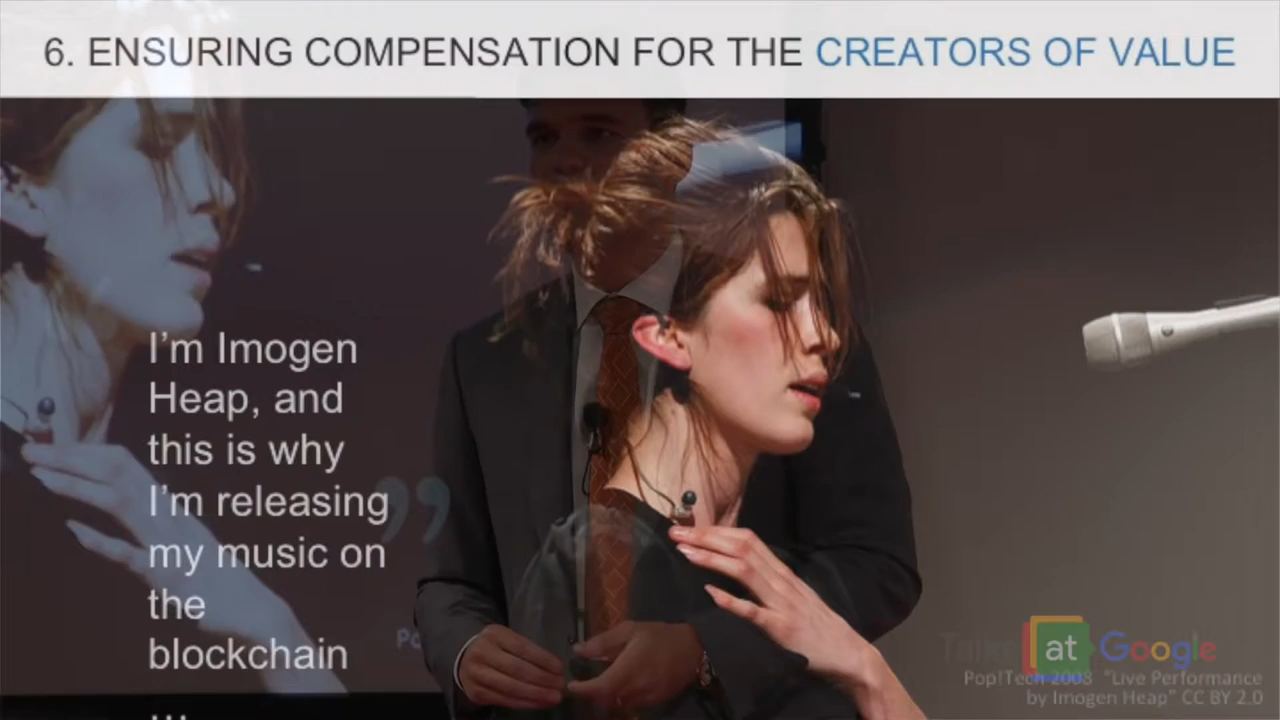 6. ENSURING COMPENSATION FOR THE CREATORS OF VALUE
I’m Imogen
Heap, and
this is why
I’m releasing
my music on
the
blockchain
...
”
Talks at Google
Pop!Tech 2008 “Live Performance
by Imogen Heap” CC BY 2.0